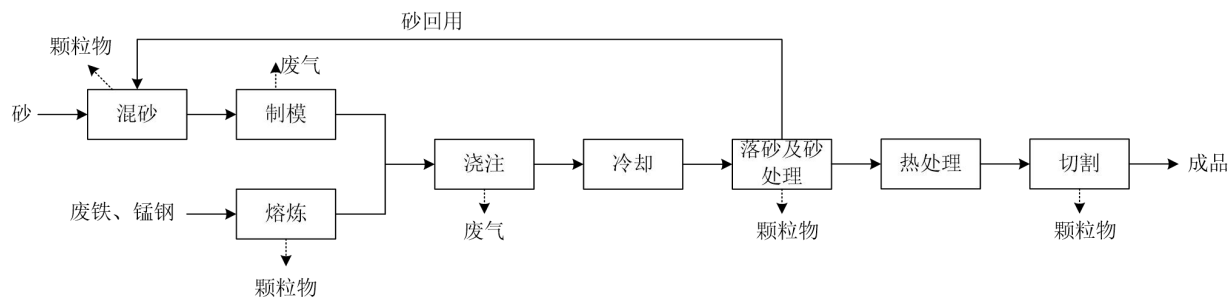 砂回用
颗粒物
废气
砂
混砂
制模
浇注
冷却
落砂及砂
处理
热处理
切割
成品
废铁、锰钢
熔炼
废气
颗粒物
颗粒物
颗粒物